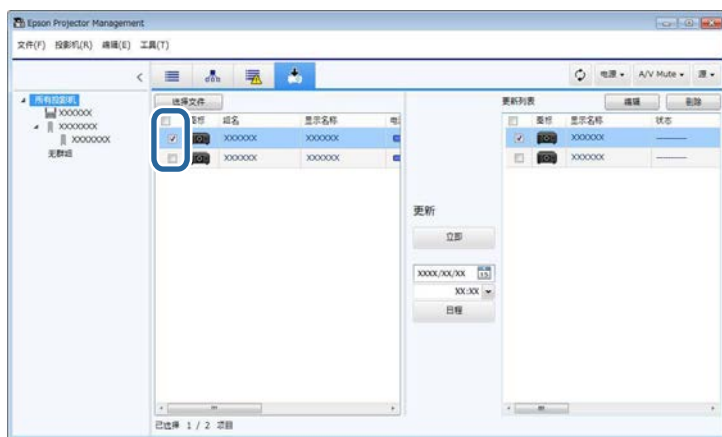 Epson Projector Management
文件(F) 投影机(R) 编辑(E) 工具(T)
电源 A/V Mute 源
所有投影机
XXXXXX
XXXXXXX
XXXXXXX
无群组
选择文件
图标 组名 显示名称 电
XXXXXX XXXXXX
XXXXXX XXXXXX
更新
立即
XXXX/XX/XX 15
XX:XX
日程
更新列表 编辑 删除
图标 显示名称 状态
XXXXXX ———
XXXXXX ———
已选择 1 / 2 项目